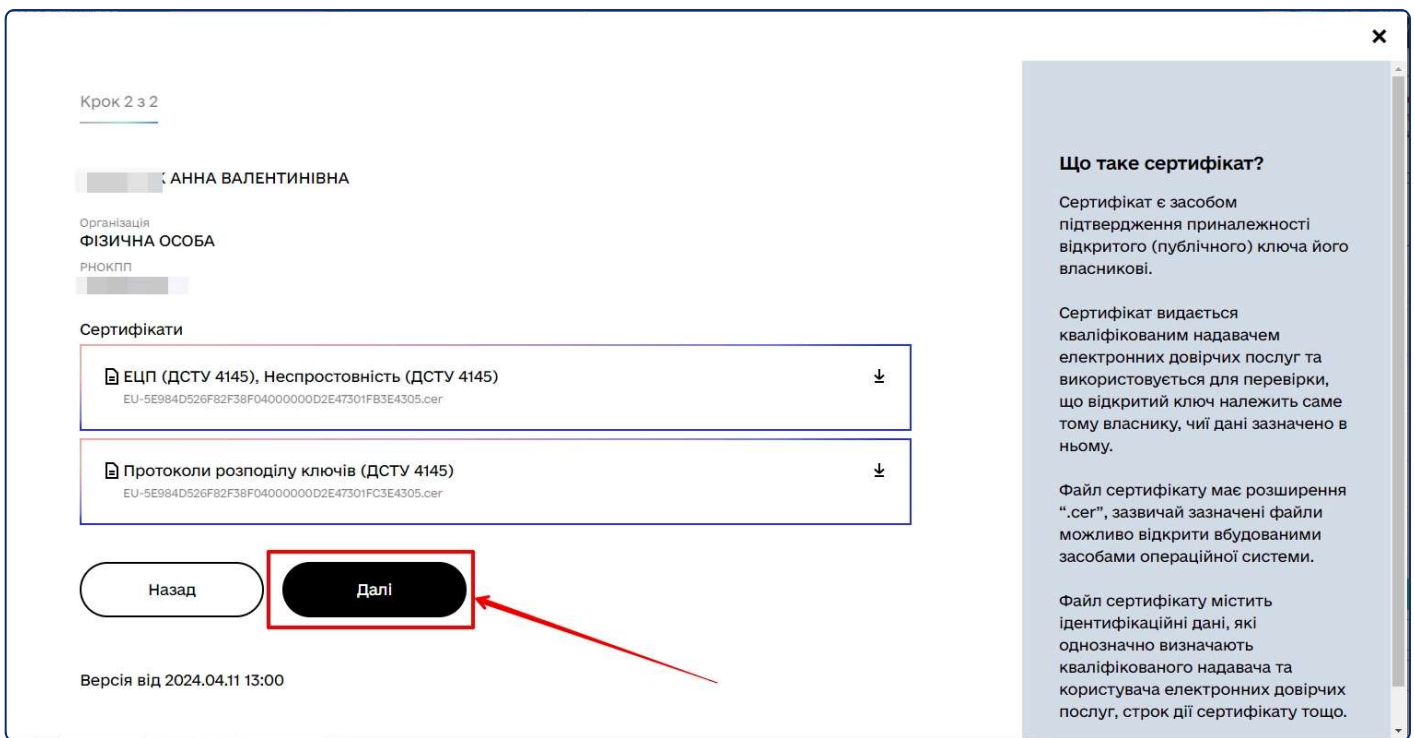 Крок 2 з 2
АННА ВАЛЕНТИНІВНА
Організація
ФІЗИЧНА ОСОБА
РНОКПП
Сертифікати
ЕЦП (ДСТУ 4145), Неспростовність (ДСТУ 4145)
EU-5E984D526F82F38F04000000D2E47301FB3E4305.cer
Протоколи розподілу ключів (ДСТУ 4145)
EU-5E984D526F82F38F04000000D2E47301FC3E4305.cer
Назад
Далі
Версія від 2024.04.11 13:00
Що таке сертифікат?
Сертифікат є засобом
підтвердження приналежності
відкритого (публічного) ключа його
власникові.
Сертифікат видається
кваліфікованим надавачем
електронних довірчих послуг та
використовується для перевірки,
що відкритий ключ належить саме
тому власнику, чиї дані зазначено в
ньому.
Файл сертифікату має розширення
“.cer”, зазвичай зазначені файли
можливо відкрити вбудованими
засобами операційної системи.
Файл сертифікату містить
ідентифікаційні дані, які
однозначно визначають
кваліфікованого надавача та
користувача електронних довірчих
послуг, строк дії сертифікату тощо.